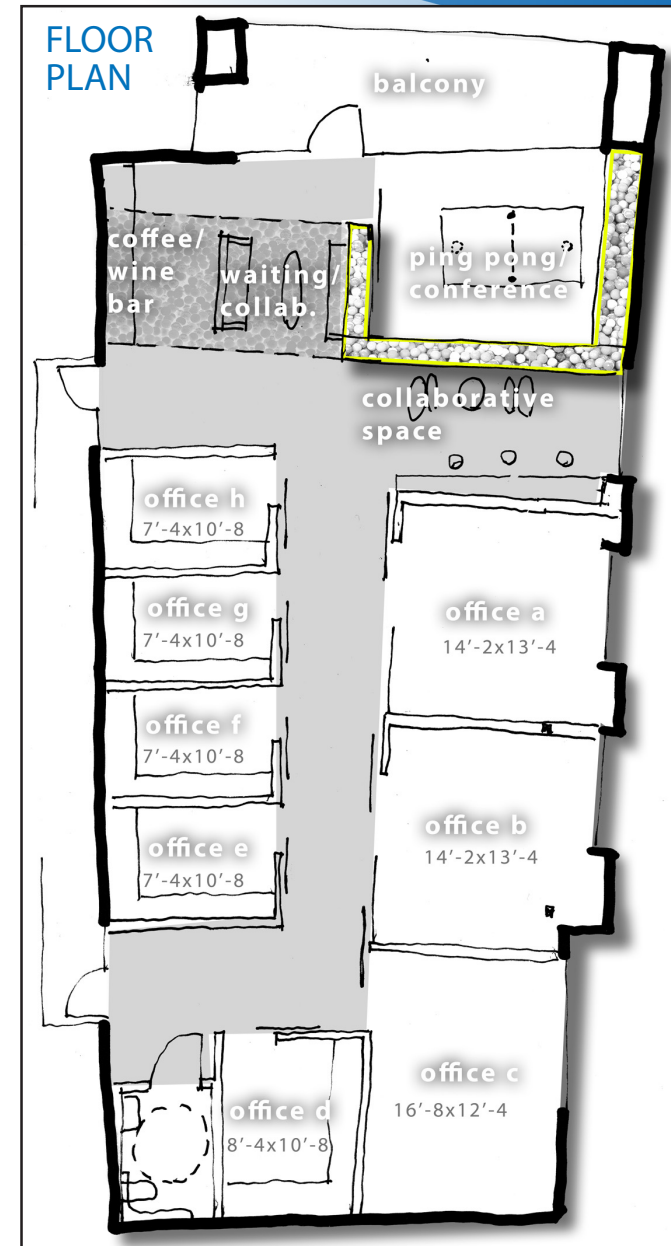 FLOOR
PLAN
balcony
coffee/
wine
bar
waiting/
collab.
ping pong/
conference
collaborative
space
office h
7'-4x10'-8
office g
7'-4x10'-8
office f
7'-4x10'-8
office e
7'-4x10'-8
office a
14'-2x13'-4
office b
14'-2x13'-4
office c
16'-8x12'-4
office d
8'-4x10'-8